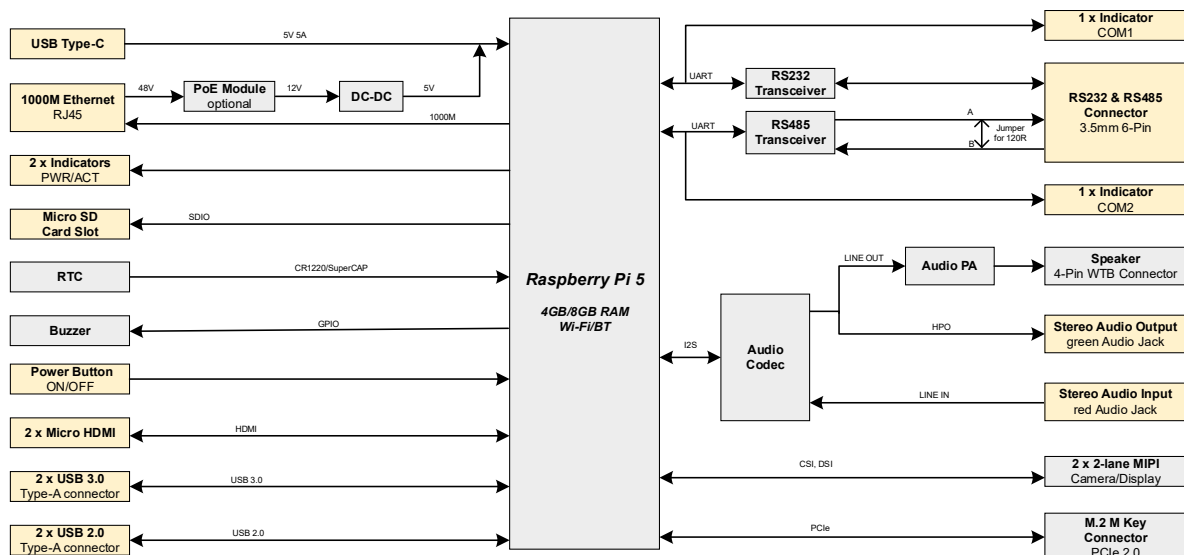 USB Type-C
5V 5A
1000M Ethernet
RJ45
48V
PoE Module
optional
12V
DC-DC
5V
1000M
2 x Indicators
PWR/ACT
Micro SD
Card Slot
SDIO
RTC
CR1220/SuperCAP
Buzzer
GPIO
Power Button
ON/OFF
2 x Micro HDMI
HDMI
2 x USB 3.0
Type-A connector
USB 3.0
2 x USB 2.0
Type-A connector
USB 2.0
Raspberry Pi 5
4GB/8GB RAM
Wi-Fi/BT
1 x Indicator
COM1
UART
RS232
Transceiver
RS232 & RS485
Connector
3.5mm 6-Pin
UART
RS485
Transceiver
A
B
Jumper
for 120R
1 x Indicator
COM2
I2S
Audio
Codec
LINE OUT
Audio PA
Speaker
4-Pin WTB Connector
HPO
Stereo Audio Output
green Audio Jack
LINE IN
Stereo Audio Input
red Audio Jack
CSI, DSI
2 x 2-lane MIPI
Camera/Display
PCIe
M.2 M Key
Connector
PCIe 2.0